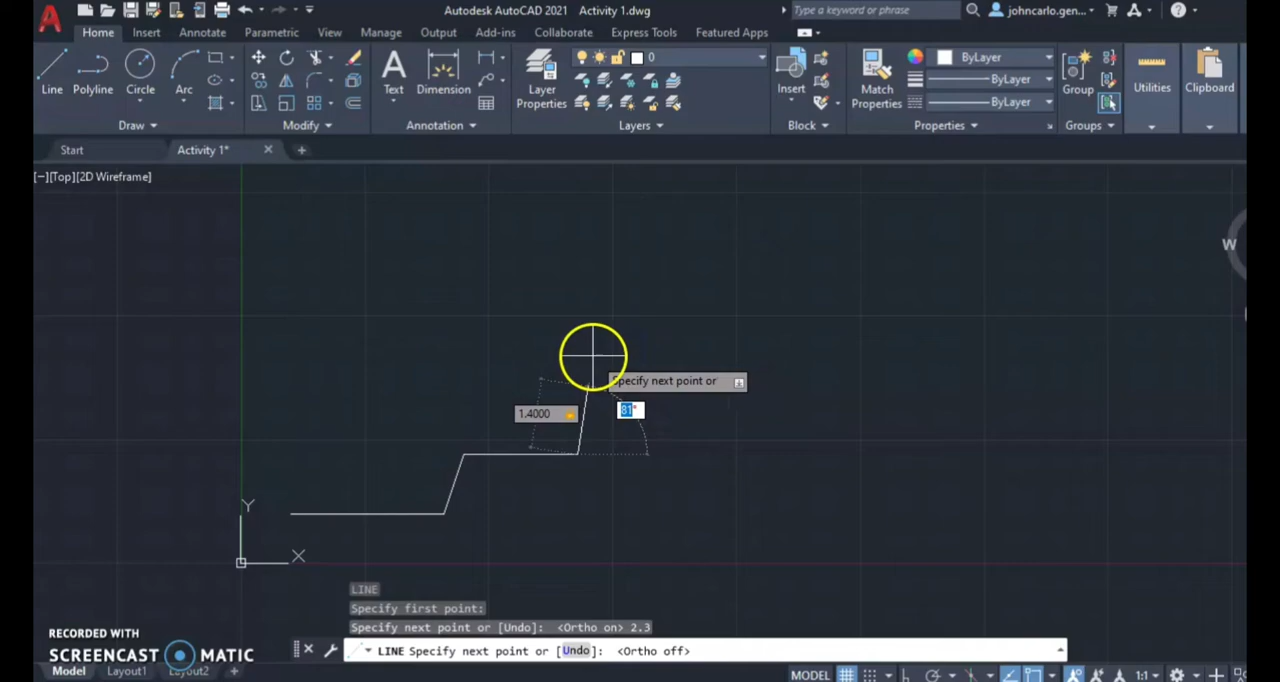 Autodesk AutoCAD 2021 Activity 1.dwg
Type a keyword or phrase
johncarlo.gen...
Home Insert Annotate Parametric View Manage Output Add-ins Collaborate Express Tools Featured Apps
0
ByLayer
ByLayer
ByLayer
Line Polyline Circle Arc
Text Dimension
Layer
Properties
Insert
Match
Properties
Group
Utilities
Clipboard
Draw Modify Annotation Layers Block Properties Groups
Start Activity 1*
[−][Top][2D Wireframe]
W
Specify next point or
1.4000
81°
Y
X
LINE
Specify first point:
Specify next point or [Undo]: <Ortho on> 2.3
LINE Specify next point or [Undo]: <Ortho off>
RECORDED WITH
SCREENCAST MATIC
Model Layout1 Layout2 +
MODEL
1:1